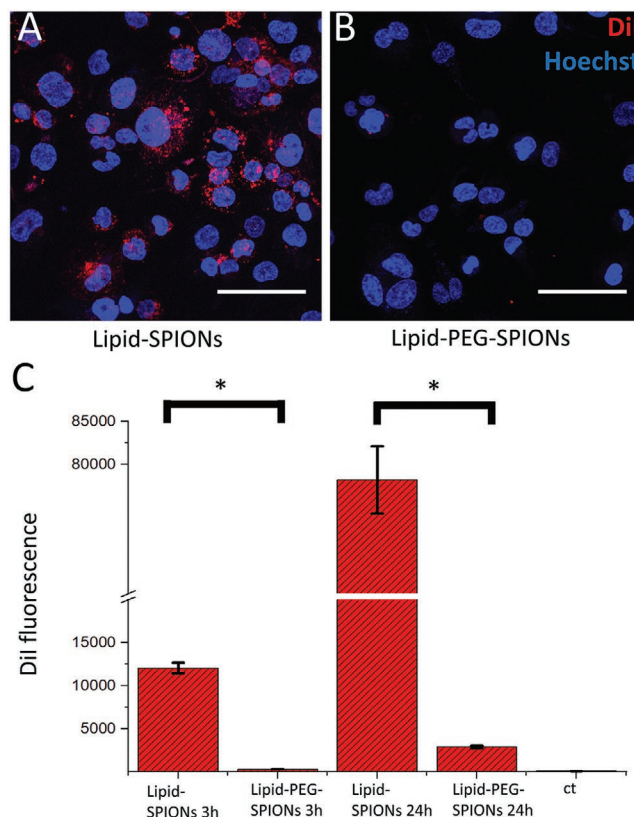 A
B
Di
Hoechst
Lipid-SPIONs
Lipid-PEG-SPIONs
C
*
*
85000
80000
15000
10000
5000
DiI fluorescence
Lipid-
SPIONs 3h
Lipid-PEG-
SPIONs 3h
Lipid-
SPIONs 24h
Lipid-PEG-
SPIONs 24h
ct